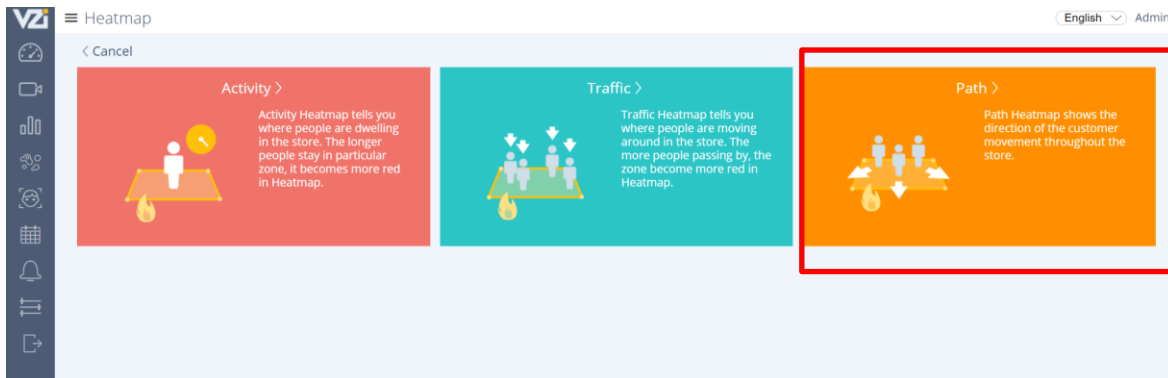 VZi
Heatmap
English
Admin
< Cancel
Activity >
Activity Heatmap tells you
where people are dwelling
in the store. The longer
people stay in particular
zone, it becomes more red
in Heatmap.
Traffic >
Traffic Heatmap tells you
where people are moving
around in the store. The
more people passing by, the
zone become more red in
Heatmap.
Path >
Path Heatmap shows the
direction of the customer
movement throughout the
store.